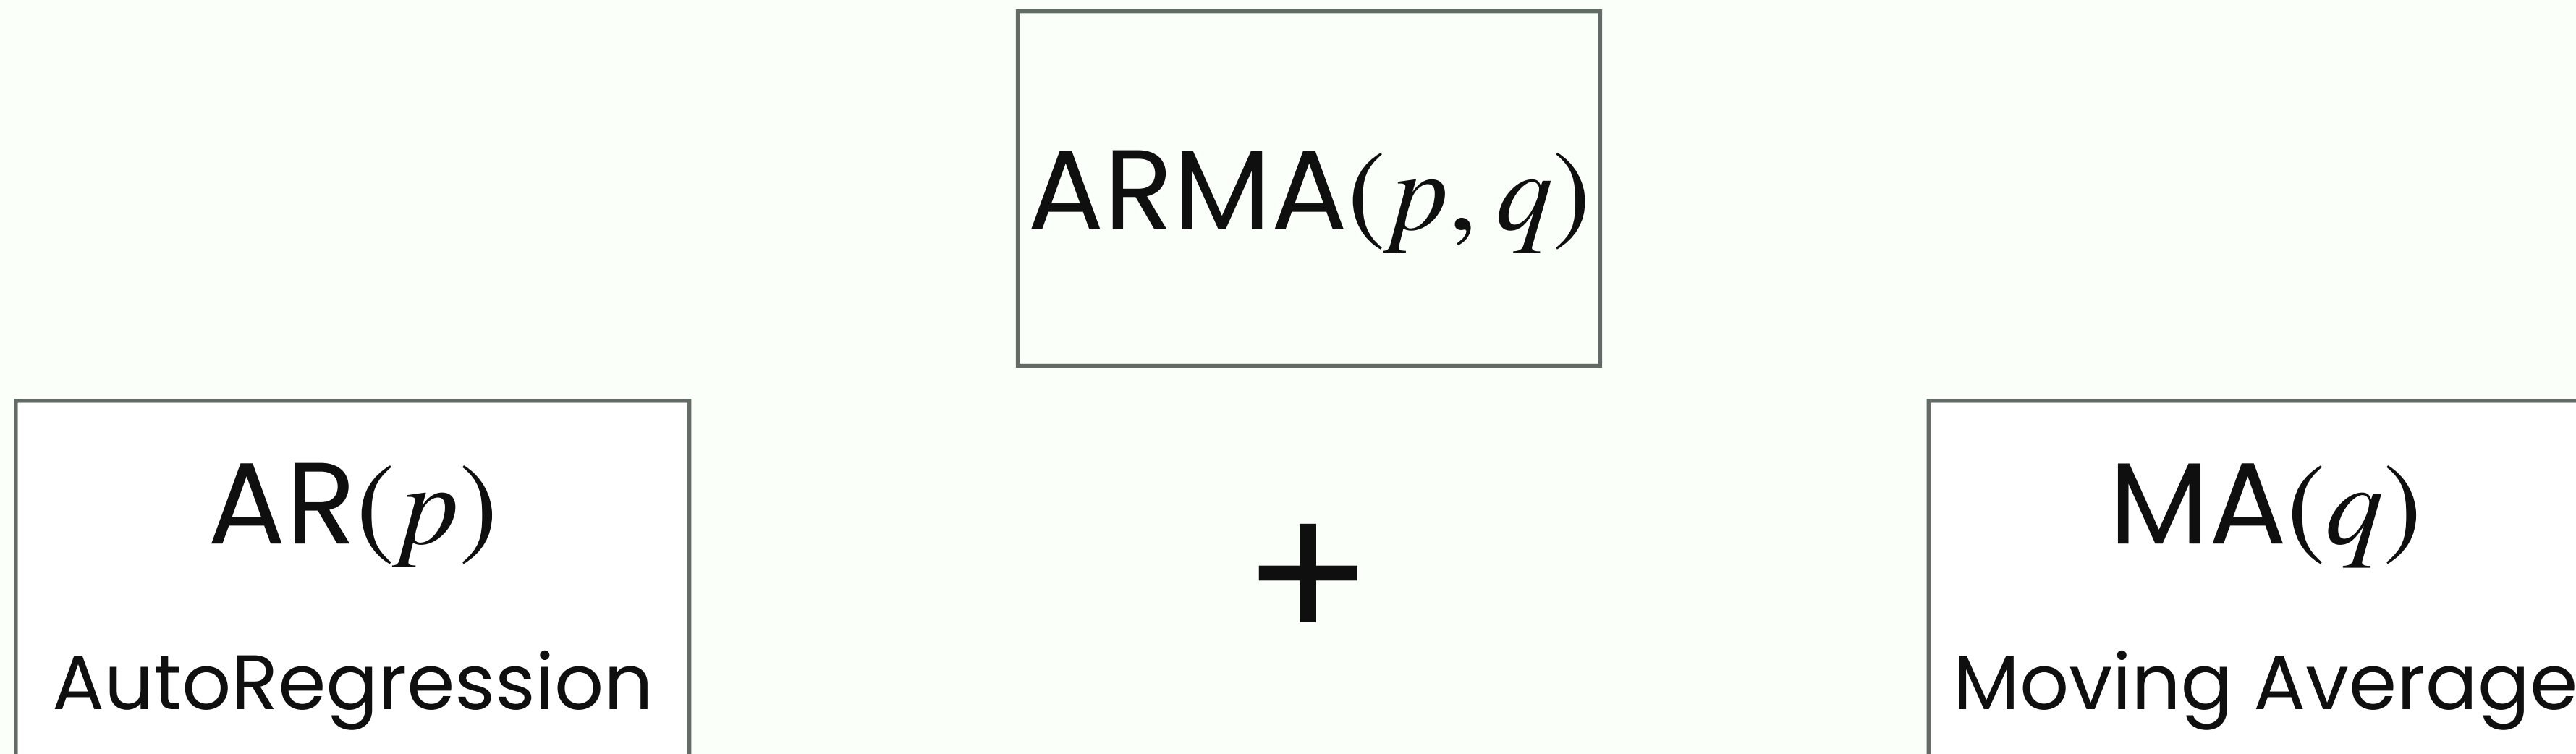 ARMA(p, q)
AR(p)
AutoRegression
+
MA(q)
Moving Average